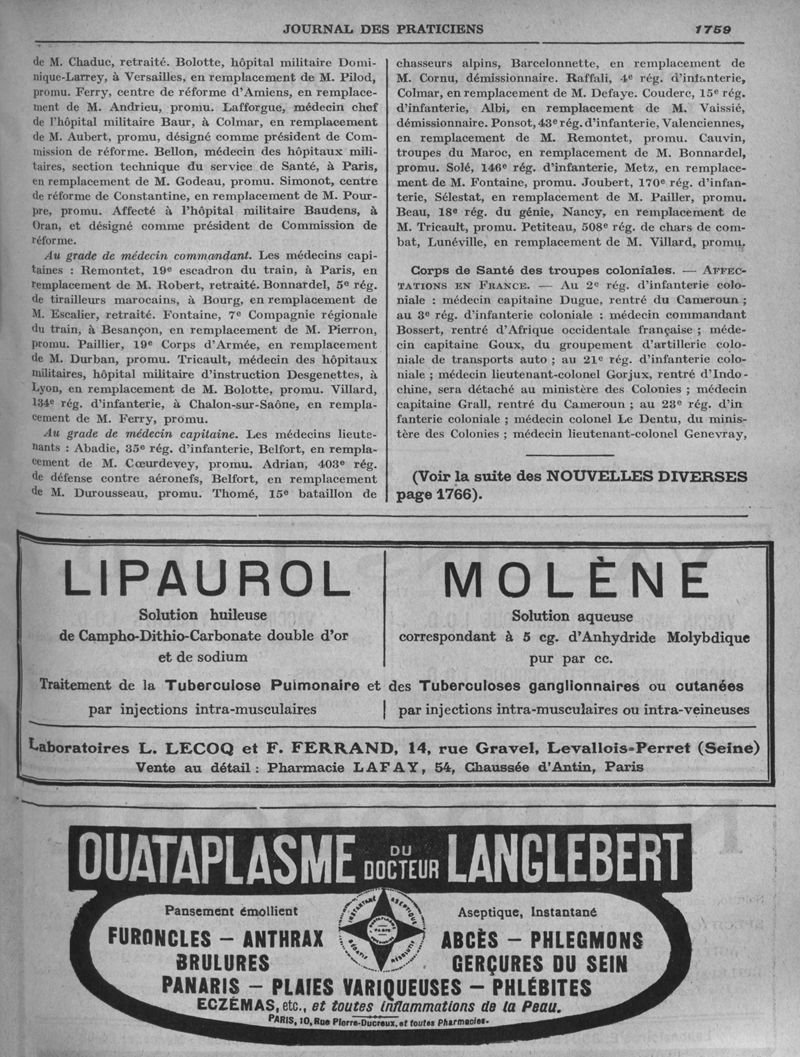 JOURNAL DES PRATICIENS
1759
de M. Chaduc, retraité. Bolotte, hôpital militaire Domi-
nique-Larrey, à Versailles, en remplacement de M. Pilod,
promu. Ferry, centre de réforme d'Amiens, en remplace-
ment de M. Andrieu, promu. Lafforgue, médecin chef
de l'hôpital militaire Baur, à Colmar, en remplacement
de M. Aubert, promu, désigné comme président de Com-
mission de réforme. Bellon, médecin des hôpitaux mili-
taires, section technique du service de Santé, à Paris,
en remplacement de M. Godeau, promu. Simonot, centre
de réforme de Constantine, en remplacement de M. Pour-
pre, promu. Affecté à l'hôpital militaire Baudens, à
Oran, et désigné comme président de Commission de
réforme.
Au grade de médecin commandant. Les médecins capi-
taines : Remontet, 19e escadron du train, à Paris, en
remplacement de M. Robert, retraité. Bonnardel, 5e rég.
de tirailleurs marocains, à Bourg, en remplacement de
M. Escalier, retraité. Fontaine, 7e Compagnie régionale
du train, à Besançon, en remplacement de M. Pierron,
promu. Paillier, 19e Corps d'Armée, en remplacement
de M. Durban, promu. Tricault, médecin des hôpitaux
militaires, hôpital militaire d'instruction Desgenettes, à
Lyon, en remplacement de M. Bolotte, promu. Villard,
134e rég. d'infanterie, à Chalon-sur-Saône, en rempla-
cement de M. Ferry, promu.
Au grade de médecin capitaine. Les médecins lieute-
nants : Abadie, 35e rég. d'infanterie, Belfort, en rempla-
cement de M. Cœurdevey, promu. Adrian, 403e rég.
de défense contre aéronefs, Belfort, en remplacement
de M. Durousseau, promu. Thomé, 15e bataillon de
chasseurs alpins, Barcelonnette, en remplacement de
M. Cornu, démissionnaire. Raffali, 4e rég. d'infanterie,
Colmar, en remplacement de M. Defaye. Couderc, 15e rég.
d'infanterie, Albi, en remplacement de M. Vaissié,
démissionnaire. Ponsot, 43e rég. d'infanterie, Valenciennes,
en remplacement de M. Remontet, promu. Cauvin,
troupes du Maroc, en remplacement de M. Bonnardel,
promu. Solé, 146e rég. d'infanterie, Metz, en remplace-
ment de M. Fontaine, promu. Joubert, 170e rég. d'infan-
terie, Sélestat, en remplacement de M. Pailler, promu.
Beau, 18e rég. du génie, Nancy, en remplacement de
M. Tricault, promu. Petiteau, 508e rég. de chars de com-
bat, Lunéville, en remplacement de M. Villard, promu.
Corps de Santé des troupes coloniales. — AFFEC-
TATIONS EN FRANCE. — Au 2e rég. d'infanterie colo-
niale : médecin capitaine Dugue, rentré du Cameroun ;
au 3e rég. d'infanterie coloniale : médecin commandant
Bossert, rentré d'Afrique occidentale française ; méde-
cin capitaine Goux, du groupement d'artillerie colo-
niale de transports auto ; au 21e rég. d'infanterie colo-
niale ; médecin lieutenant-colonel Gorjux, rentré d'Indo-
chine, sera détaché au ministère des Colonies ; médecin
capitaine Grall, rentré du Cameroun ; au 23e rég. d'in
fanterie coloniale ; médecin colonel Le Dentu, du minis-
tère des Colonies ; médecin lieutenant-colonel Genevray,
(Voir la suite des NOUVELLES DIVERSES
page 1766).
LIPAUROL
Solution huileuse
de Campho-Dithio-Carbonate double d'or
et de sodium
MOLÈNE
Solution aqueuse
correspondant à 5 cg. d'Anhydride Molybdique
pur par cc.
Traitement de la Tuberculose Pulmonaire et des Tuberculoses ganglionnaires ou cutanées
par injections intra-musculaires
par injections intra-musculaires ou intra-veineuses
Laboratoires L. LECOQ et F. FERRAND, 14, rue Gravel, Levallois-Perret (Seine)
Vente au détail : Pharmacie LAFAY, 54, Chaussée d'Antin, Paris
OUATAPLASME DU DOCTEUR LANGLEBERT
Pansement émollient
Aseptique, Instantané
INSTANTANÉ ASEPTIQUE
OUATAPLASME
PARIS
SÉDATIF RÉSOLUTIF
FURONCLES — ANTHRAX
BRULURES
ABCÈS — PHLEGMONS
GERÇURES DU SEIN
PANARIS — PLAIES VARIQUEUSES — PHLÉBITES
ECZÉMAS, etc., et toutes inflammations de la Peau.
PARIS, 10, Rue Pierre-Ducreux, et toutes Pharmacies.